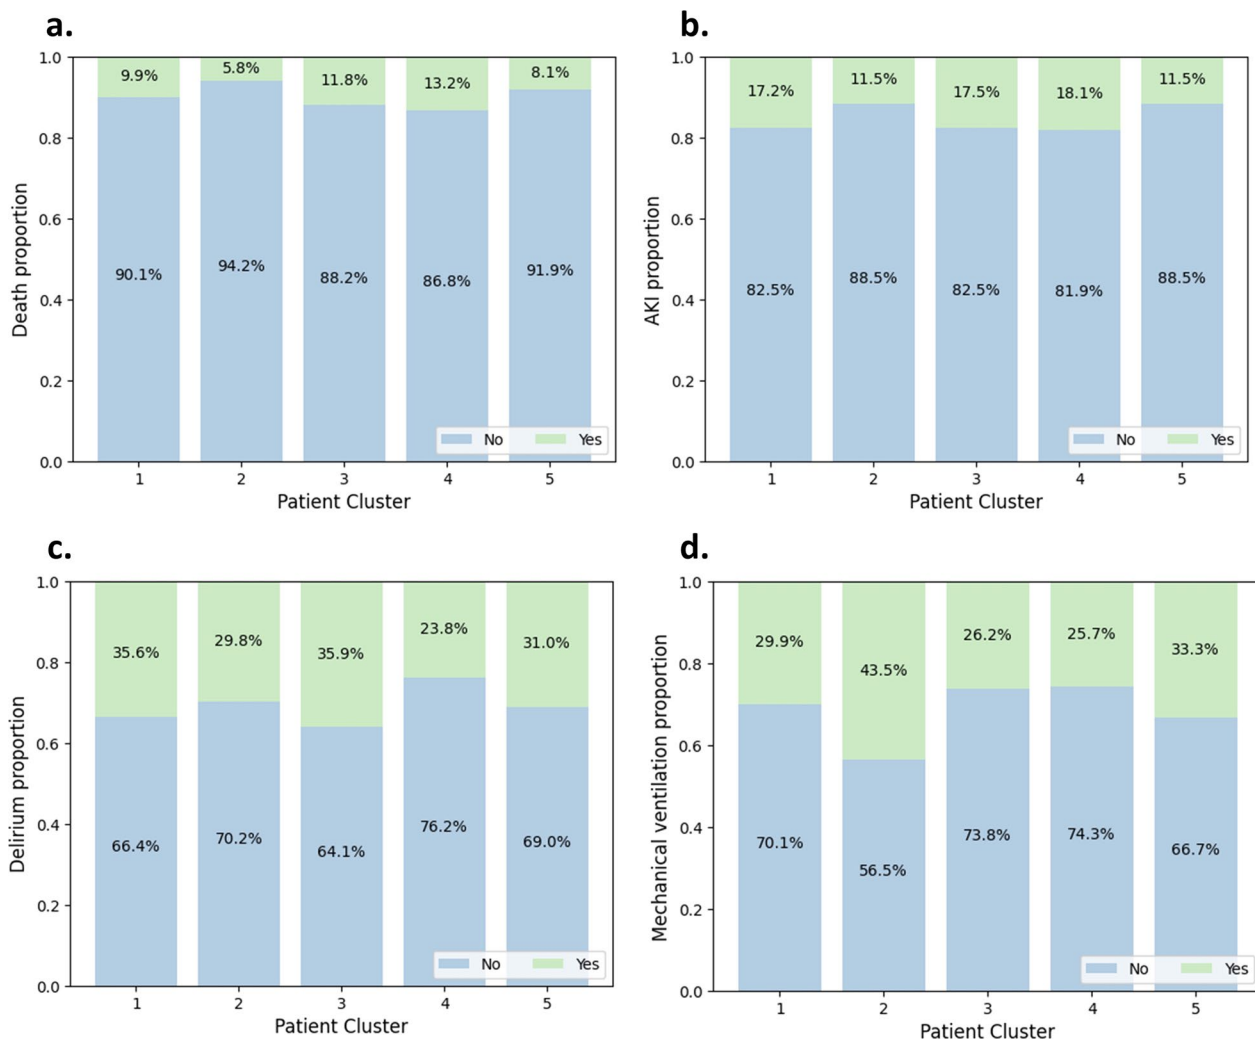 a.
Death proportion
1.0
0.8
0.6
0.4
0.2
0.0
9.9% 5.8% 11.8% 13.2% 8.1%
90.1% 94.2% 88.2% 86.8% 91.9%
No Yes
1 2 3 4 5
Patient Cluster
b.
AKI proportion
1.0
0.8
0.6
0.4
0.2
0.0
17.2% 11.5% 17.5% 18.1% 11.5%
82.5% 88.5% 82.5% 81.9% 88.5%
No Yes
1 2 3 4 5
Patient Cluster
c.
Delirium proportion
1.0
0.8
0.6
0.4
0.2
0.0
35.6% 29.8% 35.9% 23.8% 31.0%
66.4% 70.2% 64.1% 76.2% 69.0%
No Yes
1 2 3 4 5
Patient Cluster
d.
Mechanical ventilation proportion
1.0
0.8
0.6
0.4
0.2
0.0
29.9% 43.5% 26.2% 25.7% 33.3%
70.1% 56.5% 73.8% 74.3% 66.7%
No Yes
1 2 3 4 5
Patient Cluster